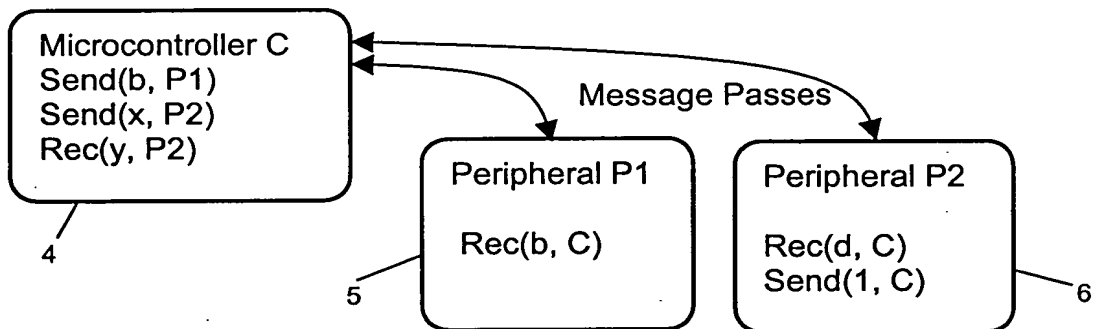 Microcontroller C
Send(b, P1)
Send(x, P2)
Rec(y, P2)
Message Passes
Peripheral P1
Rec(b, C)
Peripheral P2
Rec(d, C)
Send(1, C)
4
5
6